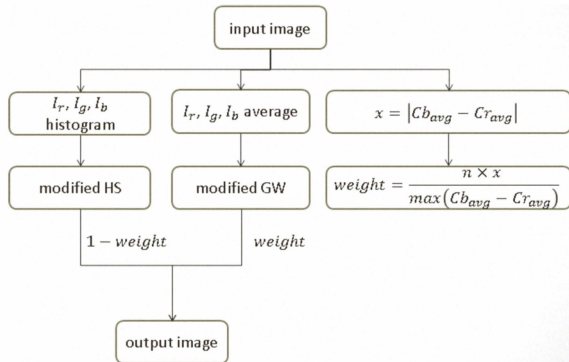 input image
I_r, I_g, I_b
histogram
I_r, I_g, I_b average
x = |Cb_avg − Cr_avg|
modified HS
modified GW
weight = n × x / max(Cb_avg − Cr_avg)
1 − weight
weight
output image